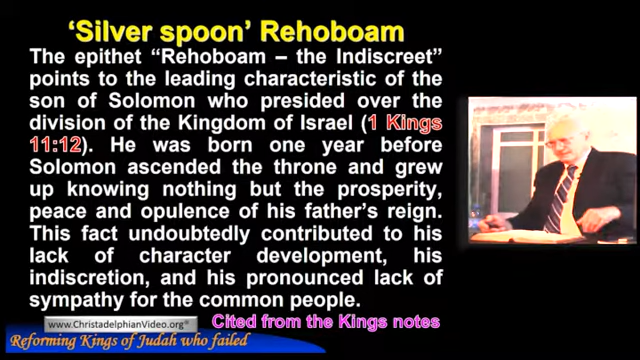 ‘Silver spoon’ Rehoboam
The epithet “Rehoboam – the Indiscreet”
points to the leading characteristic of the
son of Solomon who presided over the
division of the Kingdom of Israel (1 Kings
11:12). He was born one year before
Solomon ascended the throne and grew
up knowing nothing but the prosperity,
peace and opulence of his father’s reign.
This fact undoubtedly contributed to his
lack of character development, his
indiscretion, and his pronounced lack of
sympathy for the common people.
Cited from the Kings notes
www.ChristadelphianVideo.org®
Reforming Kings of Judah who failed